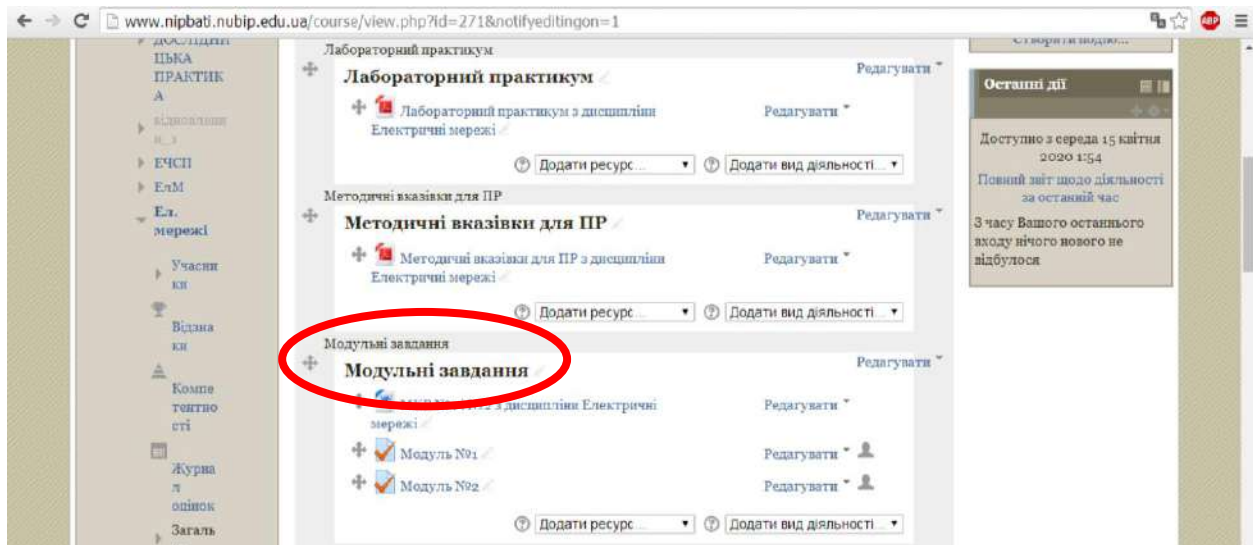 www.nipbati.nubip.edu.ua/course/view.php?id=271&notifyeditingon=1
ABP
ЦЬКА
ПРАКТИК
А
ЕЧСП
ЕлМ
Ел.
мережі
Учасни
ки
Відзна
ки
Компе
тентно
сті
Журна
л
оцінок
Загаль
Лабораторний практикум
Лабораторний практикум
Редагувати
Лабораторний практикум з дисципліни
Електричні мережі
Редагувати
Додати ресурс...
Додати вид діяльності...
Методичні вказівки для ПР
Методичні вказівки для ПР
Редагувати
Методичні вказівки для ПР з дисципліни
Електричні мережі
Редагувати
Додати ресурс...
Додати вид діяльності...
Модульні завдання
Модульні завдання
Редагувати
з дисципліни Електричні
мережі
Редагувати
Модуль №1
Редагувати
Модуль №2
Редагувати
Додати ресурс...
Додати вид діяльності...
Останні дії
Доступно з середа 15 квітня
2020 1:54
Повний звіт щодо діяльності
за останній час
З часу Вашого останнього
входу нічого нового не
відбулося